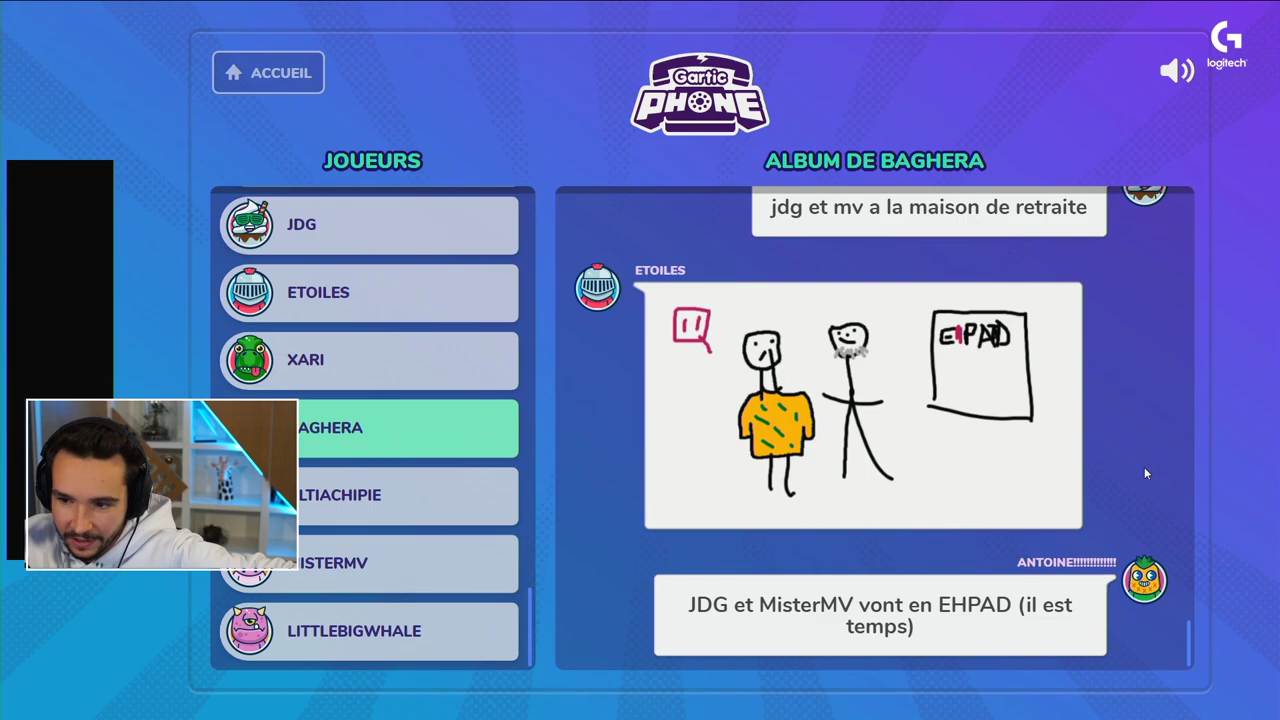 logitech
ACCUEIL
Gartic
PHONE
JOUEURS
ALBUM DE BAGHERA
JDG
ETOILES
XARI
AGHERA
LTIACHIPIE
ISTERMV
LITTLEBIGWHALE
jdg et mv a la maison de retraite
ETOILES
EHPAD
ANTOINE!!!!!!!!!!!!!
JDG et MisterMV vont en EHPAD (il est
temps)